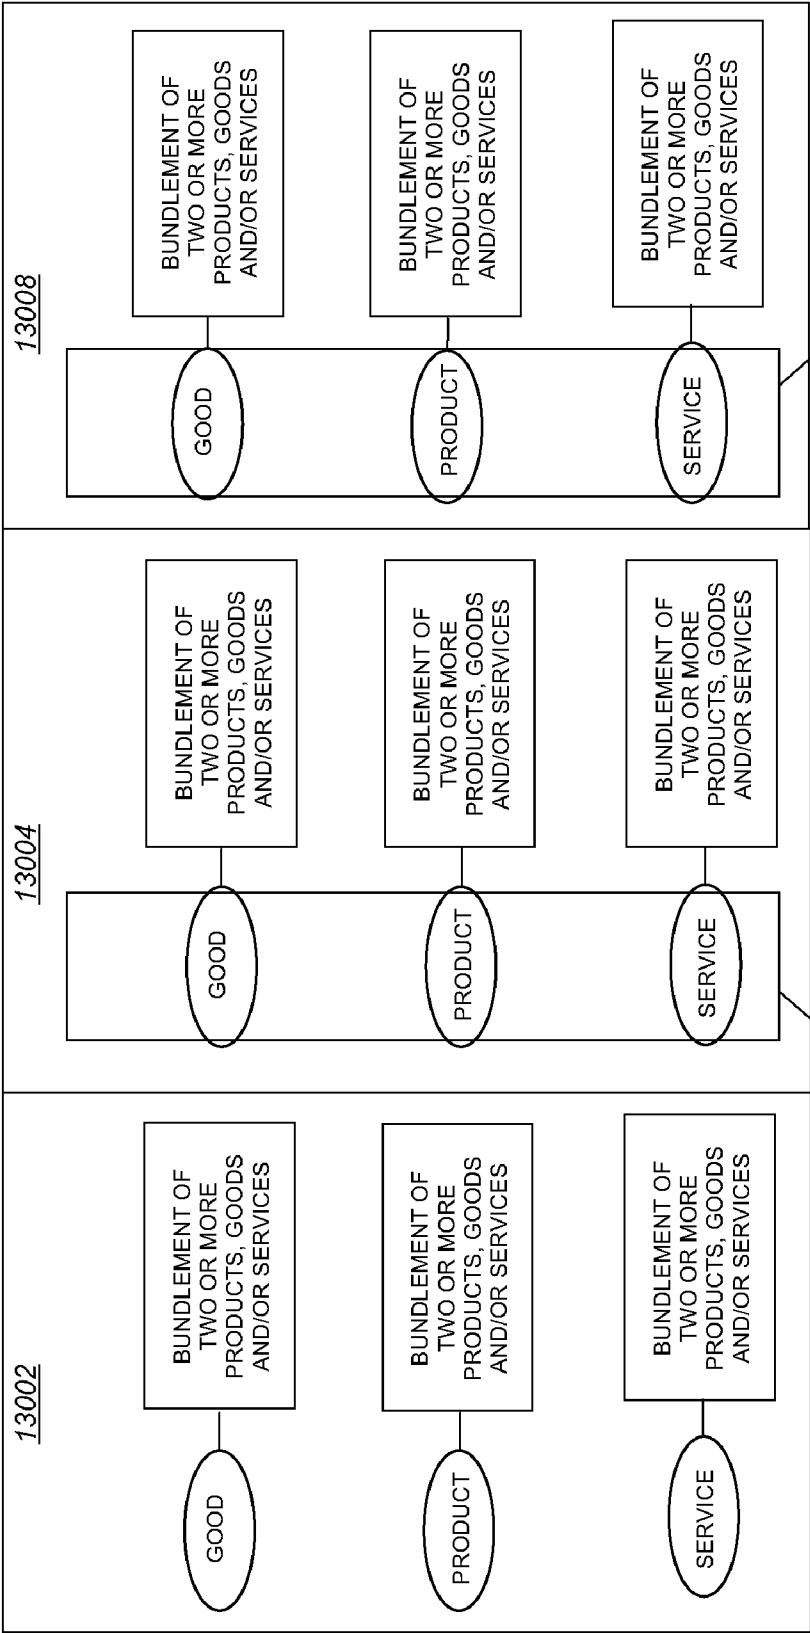 13002
GOOD
BUNDLEMENT OF
TWO OR MORE
PRODUCTS, GOODS
AND/OR SERVICES
PRODUCT
BUNDLEMENT OF
TWO OR MORE
PRODUCTS, GOODS
AND/OR SERVICES
SERVICE
BUNDLEMENT OF
TWO OR MORE
PRODUCTS, GOODS
AND/OR SERVICES
13004
GOOD
BUNDLEMENT OF
TWO OR MORE
PRODUCTS, GOODS
AND/OR SERVICES
PRODUCT
BUNDLEMENT OF
TWO OR MORE
PRODUCTS, GOODS
AND/OR SERVICES
SERVICE
BUNDLEMENT OF
TWO OR MORE
PRODUCTS, GOODS
AND/OR SERVICES
13008
GOOD
BUNDLEMENT OF
TWO OR MORE
PRODUCTS, GOODS
AND/OR SERVICES
PRODUCT
BUNDLEMENT OF
TWO OR MORE
PRODUCTS, GOODS
AND/OR SERVICES
SERVICE
BUNDLEMENT OF
TWO OR MORE
PRODUCTS, GOODS
AND/OR SERVICES